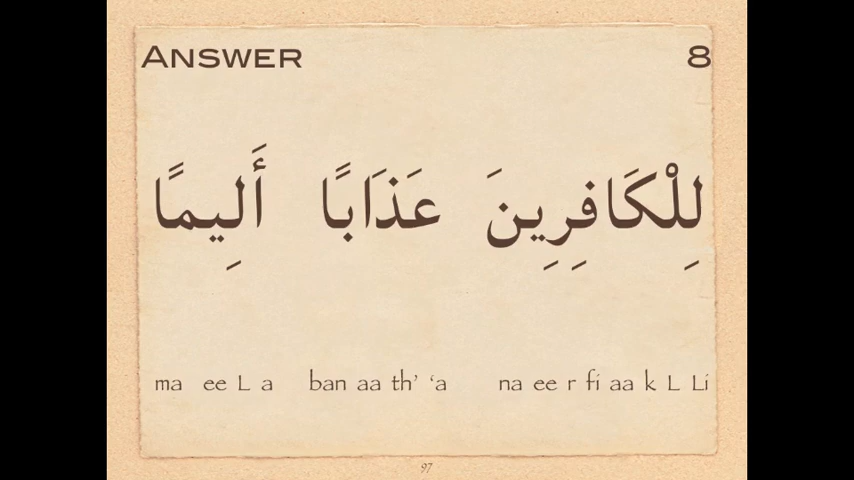 ANSWER 8
لِلْكَافِرِينَ عَذَابًا أَلِيمًا
ma ee L a ban aa th’ ‘a na ee r fi aa k L Li
97